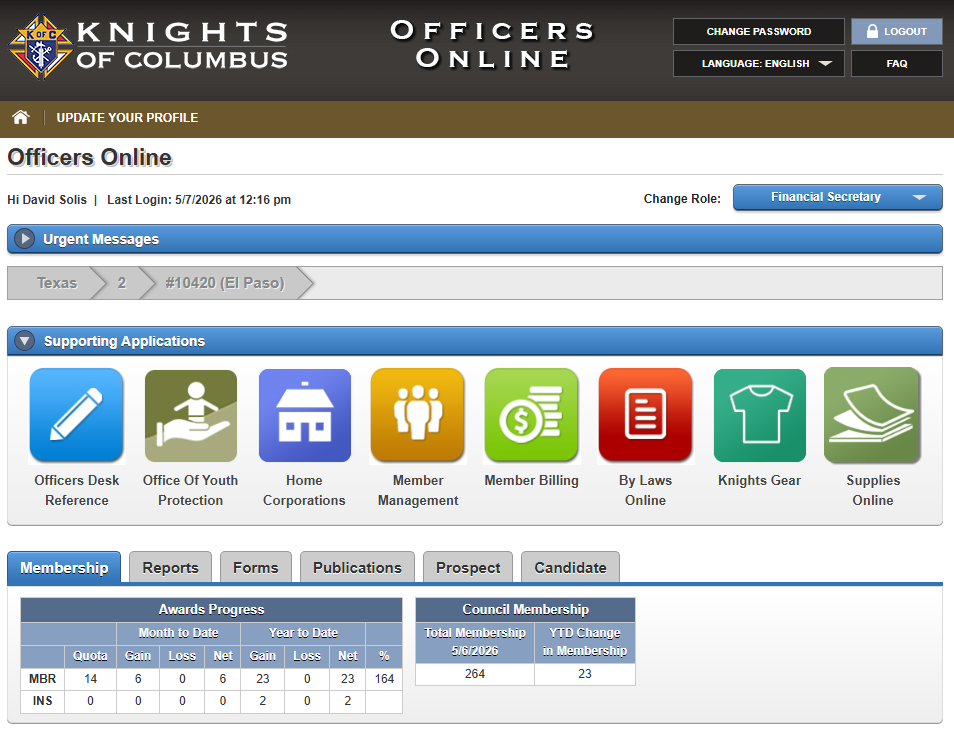 KNIGHTS
OF COLUMBUS
K OF C
OFFICERS
ONLINE
CHANGE PASSWORD
LOGOUT
LANGUAGE: ENGLISH
FAQ
UPDATE YOUR PROFILE
Officers Online
Hi David Solis | Last Login: 5/7/2026 at 12:16 pm
Change Role:
Financial Secretary
Urgent Messages
Texas 2 #10420 (El Paso)
Supporting Applications
$
Officers Desk
Reference
Office Of Youth
Protection
Home
Corporations
Member
Management
Member Billing
By Laws
Online
Knights Gear
Supplies
Online
Membership Reports Forms Publications Prospect Candidate
Awards Progress
Month to Date Year to Date
Quota Gain Loss Net Gain Loss Net %
MBR 14 6 0 6 23 0 23 164
INS 0 0 0 0 2 0 2
Council Membership
Total Membership
5/6/2026
YTD Change
in Membership
264 23